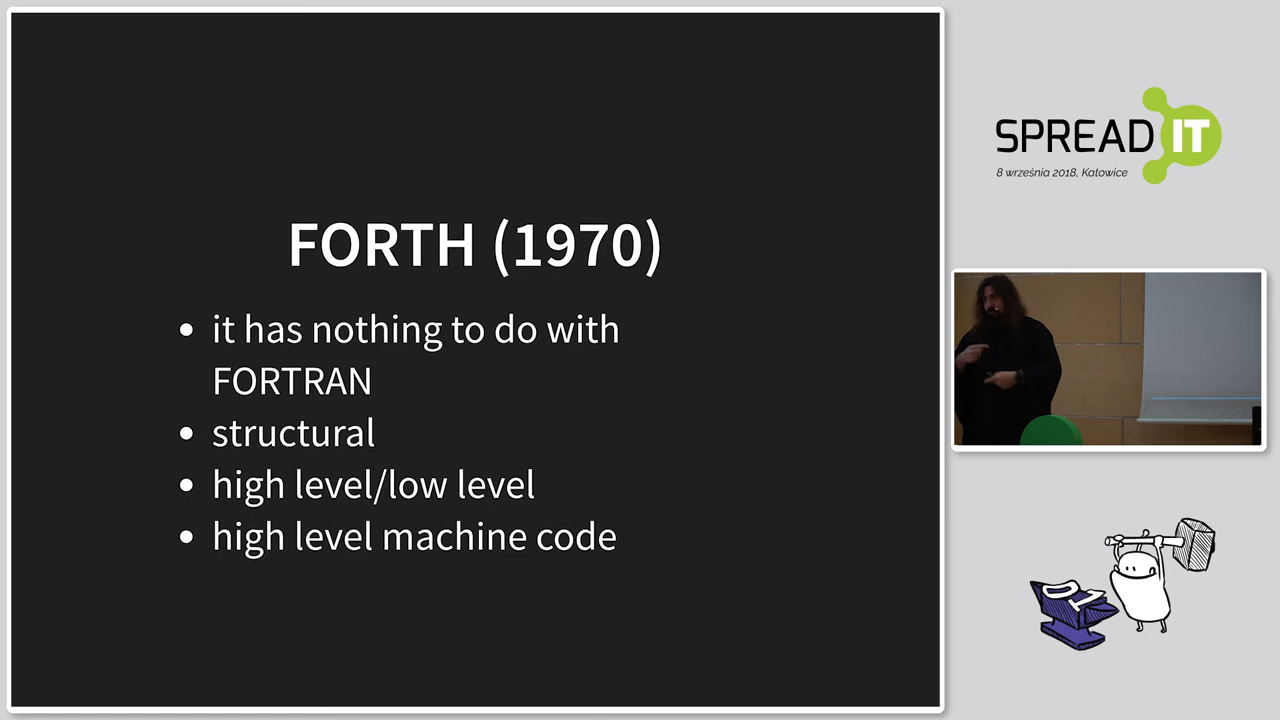 FORTH (1970)
it has nothing to do with
FORTRAN
structural
high level/low level
high level machine code
SPREAD IT
8 września 2018, Katowice
01